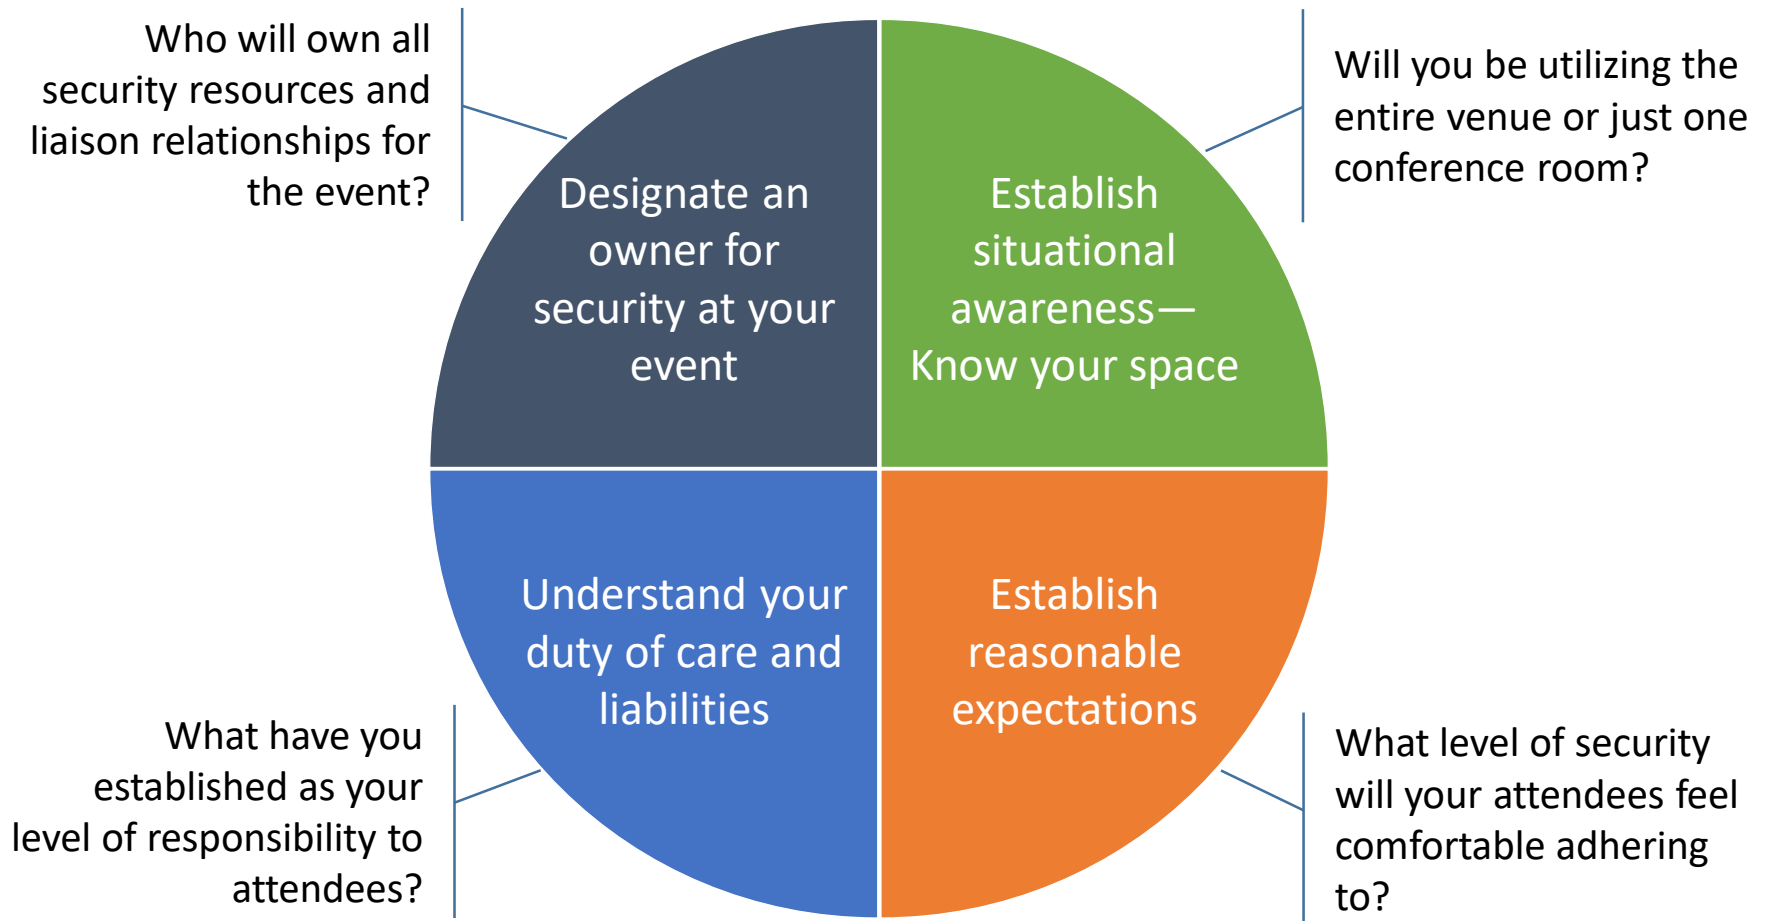 Who will own all
security resources and
liaison relationships for
the event?
Designate an
owner for
security at your
event
Establish
situational
awareness—
Know your space
Will you be utilizing the
entire venue or just one
conference room?
What have you
established as your
level of responsibility to
attendees?
Understand your
duty of care and
liabilities
Establish
reasonable
expectations
What level of security
will your attendees feel
comfortable adhering
to?